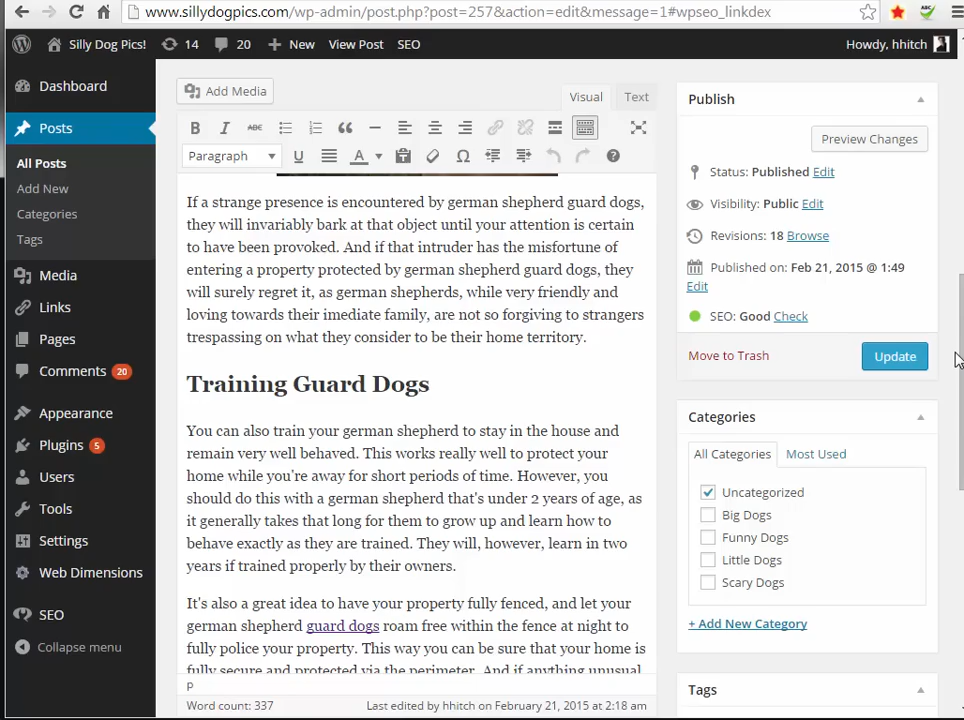 www.sillydogpics.com/wp-admin/post.php?post=257&action=edit&message=1#wpseo_linkdex
ABC
Silly Dog Pics! 14 20 New View Post SEO Howdy, hhitch
Dashboard
Posts
All Posts
Add New
Categories
Tags
Media
Links
Pages
Comments 20
Appearance
Plugins 5
Users
Tools
Settings
Web Dimensions
SEO
Collapse menu
Add Media Visual Text
B I ABC
Paragraph U A Ω ?
If a strange presence is encountered by german shepherd guard dogs,
they will invariably bark at that object until your attention is certain
to have been provoked. And if that intruder has the misfortune of
entering a property protected by german shepherd guard dogs, they
will surely regret it, as german shepherds, while very friendly and
loving towards their imediate family, are not so forgiving to strangers
trespassing on what they consider to be their home territory.
Training Guard Dogs
You can also train your german shepherd to stay in the house and
remain very well behaved. This works really well to protect your
home while you're away for short periods of time. However, you
should do this with a german shepherd that's under 2 years of age, as
it generally takes that long for them to grow up and learn how to
behave exactly as they are trained. They will, however, learn in two
years if trained properly by their owners.
It's also a great idea to have your property fully fenced, and let your
german shepherd guard dogs roam free within the fence at night to
fully police your property. This way you can be sure that your home is
fully secure and protected via the perimeter. And if anything unusual
p
Word count: 337 Last edited by hhitch on February 21, 2015 at 2:18 am
Publish
Preview Changes
Status: Published Edit
Visibility: Public Edit
Revisions: 18 Browse
Published on: Feb 21, 2015 @ 1:49
Edit
SEO: Good Check
Move to Trash Update
Categories
All Categories Most Used
Uncategorized
Big Dogs
Funny Dogs
Little Dogs
Scary Dogs
+ Add New Category
Tags